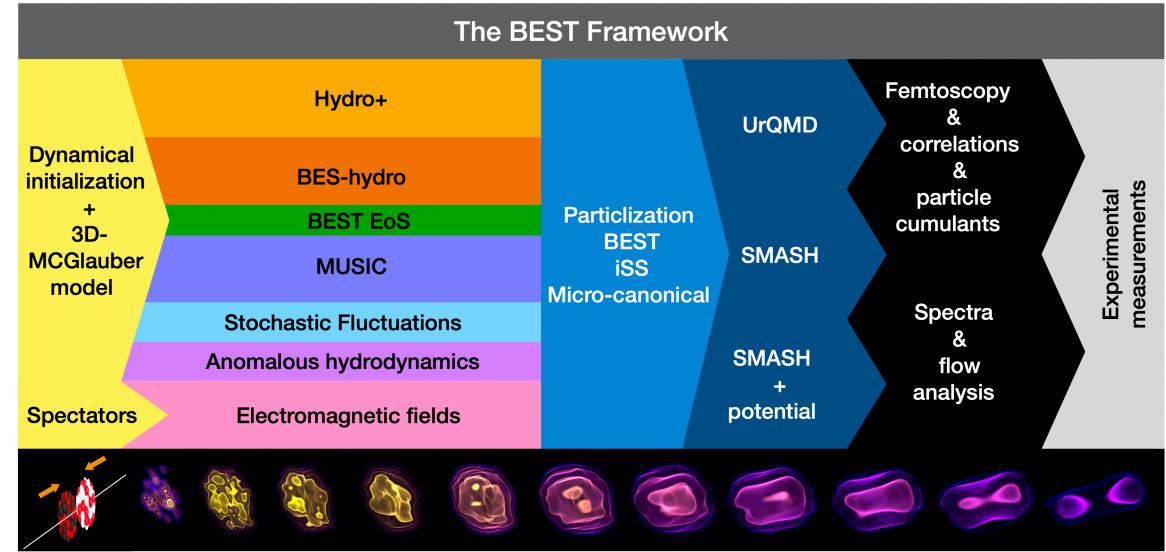 The BEST Framework
Dynamical
initialization
+
3D-
MCGlauber
model
Spectators
Hydro+
BES-hydro
BEST EoS
MUSIC
Stochastic Fluctuations
Anomalous hydrodynamics
Electromagnetic fields
Particlization
BEST
iSS
Micro-canonical
UrQMD
SMASH
SMASH
+
potential
Femtoscopy
&
correlations
&
particle
cumulants
Spectra
&
flow
analysis
Experimental
measurements